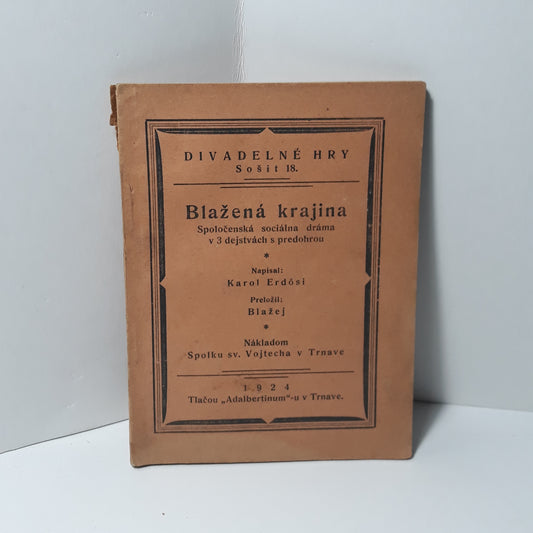 DIVADELNÉ HRY
Sošit 18.
Blažená krajina
Spoločenská sociálna dráma
v 3 dejstvách s predohrou
*
Napísal:
Karol Erdősi
Preložil:
Blažej
*
Nákladom
Spolku sv. Vojtecha v Trnave
1924
Tlačou „Adalbertinum"-u v Trnave.